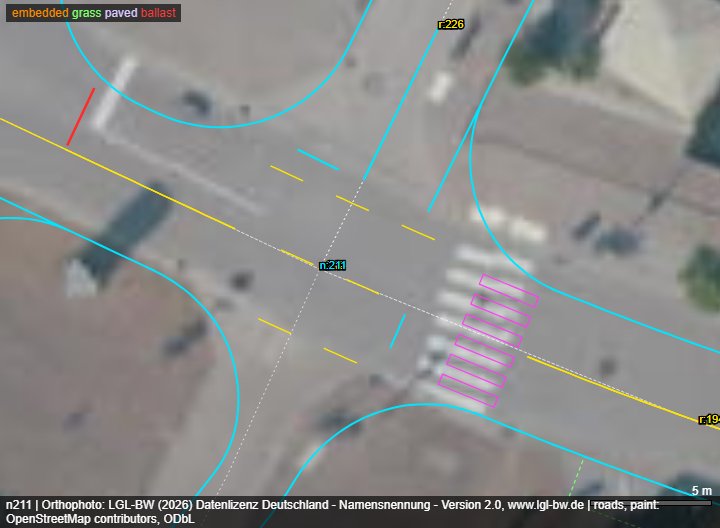 embedded grass paved ballast
r:226
n:211
r:194
5 m
n211 | Orthophoto: LGL-BW (2026) Datenlizenz Deutschland - Namensnennung - Version 2.0, www.lgl-bw.de | roads, paint:
OpenStreetMap contributors, ODbL